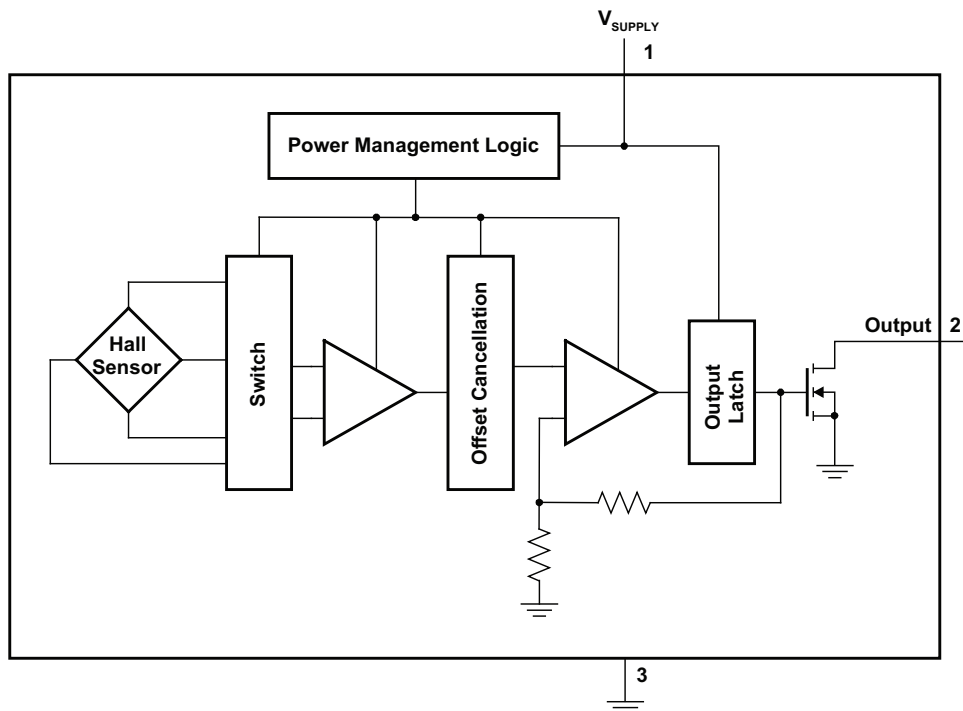 V_SUPPLY
1
Power Management Logic
Hall
Sensor
Switch
Offset Cancellation
Output
Latch
Output
2
3